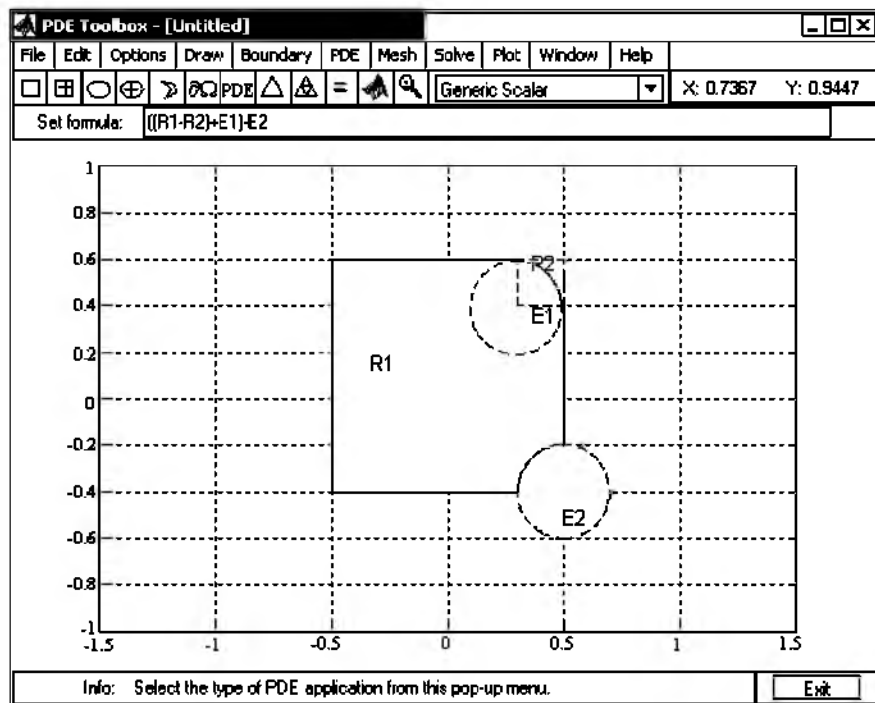 PDE Toolbox - [Untitled]
File Edit Options Draw Boundary PDE Mesh Solve Plot Window Help
∂Ω PDE = Generic Scalar X: 0.7367 Y: 0.9447
Set formula: ((R1-R2)+E1)-E2
1
0.8
0.6
R2
0.4
E1
0.2
R1
0
-0.2
-0.4
E2
-0.6
-0.8
-1
-1.5 -1 -0.5 0 0.5 1 1.5
Info: Select the type of PDE application from this pop-up menu. Exit